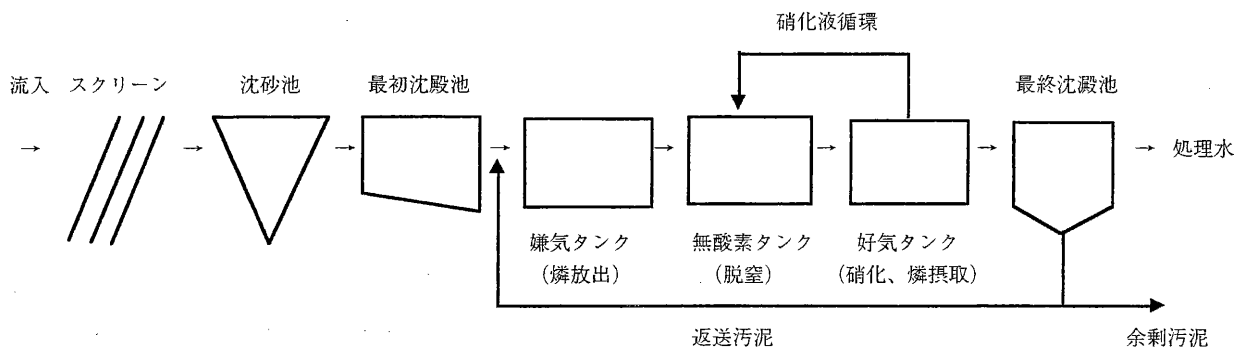 硝化液循環
流入 スクリーン 沈砂池 最初沈殿池 最終沈澱池
→ → → → → → → → 処理水
嫌気タンク 無酸素タンク 好気タンク
（燐放出） （脱窒） （硝化、燐摂取）
返送汚泥 余剰汚泥